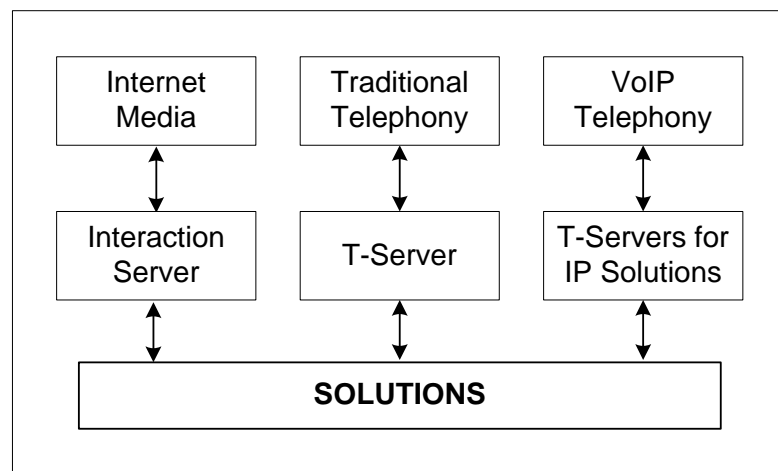 Internet
Media
Traditional
Telephony
VoIP
Telephony
Interaction
Server
T-Server
T-Servers for
IP Solutions
SOLUTIONS